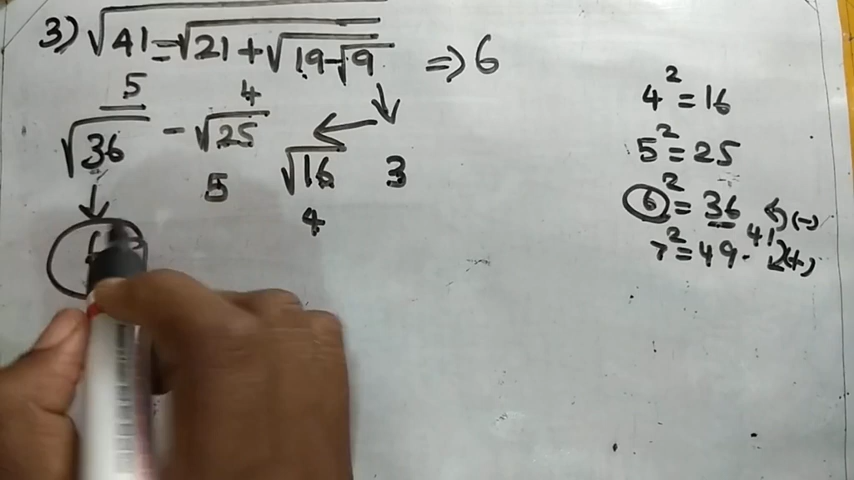 3) √41-√21+√19-√9 => 6
5 4
√36 - √25 √16 3
5 4
4² = 16
5² = 25
6² = 36 (-)
7² = 49. 41 (+)